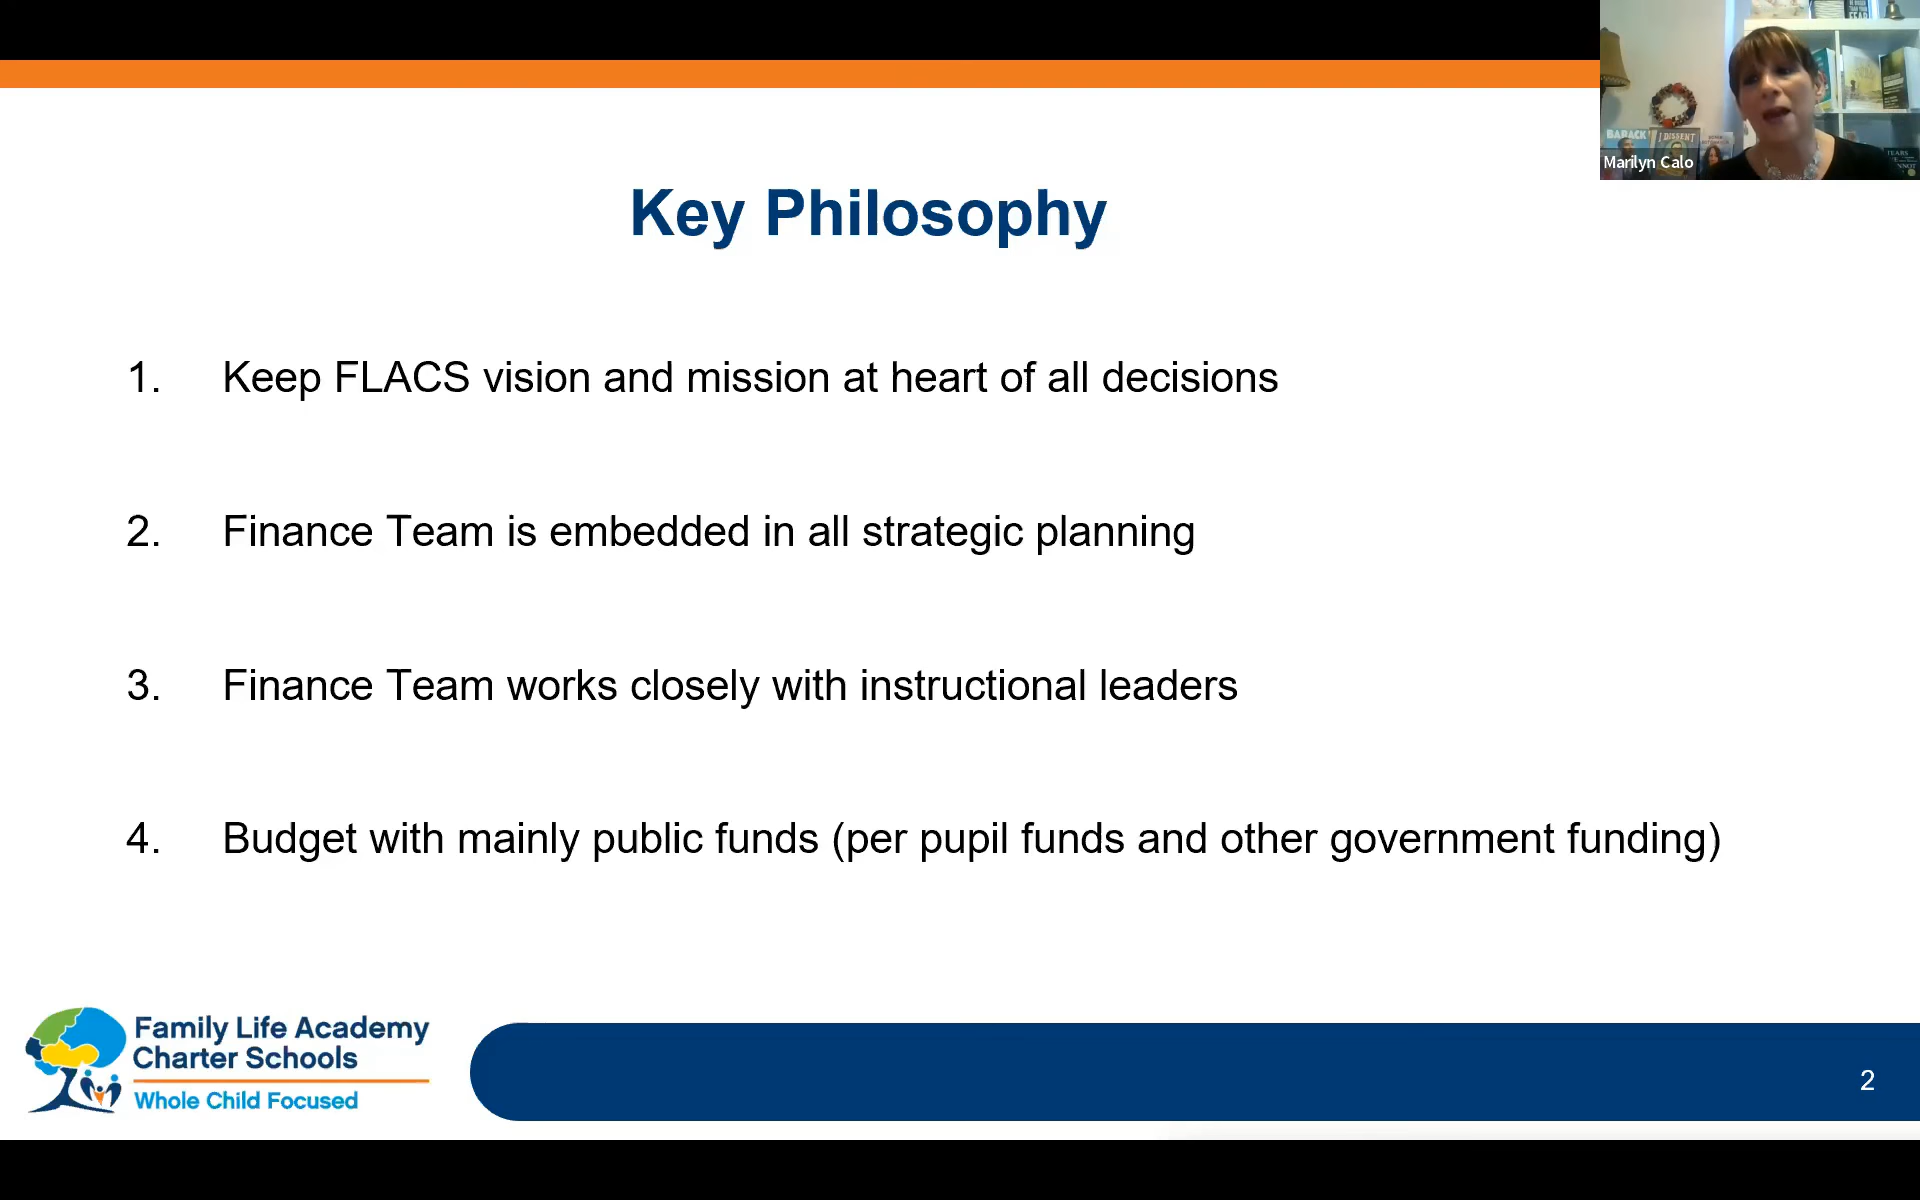 Key Philosophy
1. Keep FLACS vision and mission at heart of all decisions
2. Finance Team is embedded in all strategic planning
3. Finance Team works closely with instructional leaders
4. Budget with mainly public funds (per pupil funds and other government funding)
Family Life Academy
Charter Schools
Whole Child Focused
2
BARACK
I DISSENT
Marilyn Calo